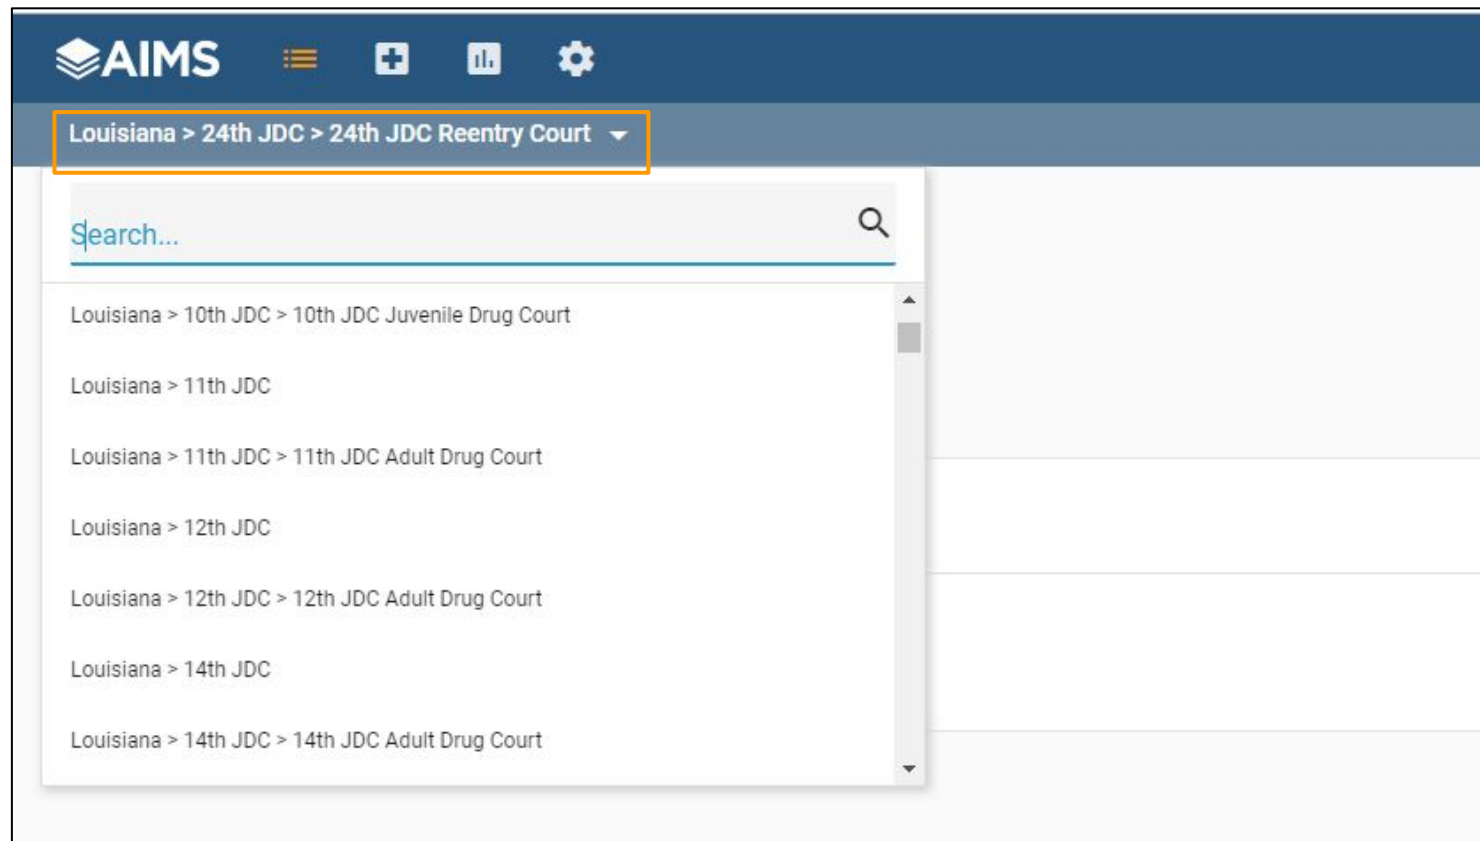 AIMS
Louisiana > 24th JDC > 24th JDC Reentry Court
Search...
Louisiana > 10th JDC > 10th JDC Juvenile Drug Court
Louisiana > 11th JDC
Louisiana > 11th JDC > 11th JDC Adult Drug Court
Louisiana > 12th JDC
Louisiana > 12th JDC > 12th JDC Adult Drug Court
Louisiana > 14th JDC
Louisiana > 14th JDC > 14th JDC Adult Drug Court